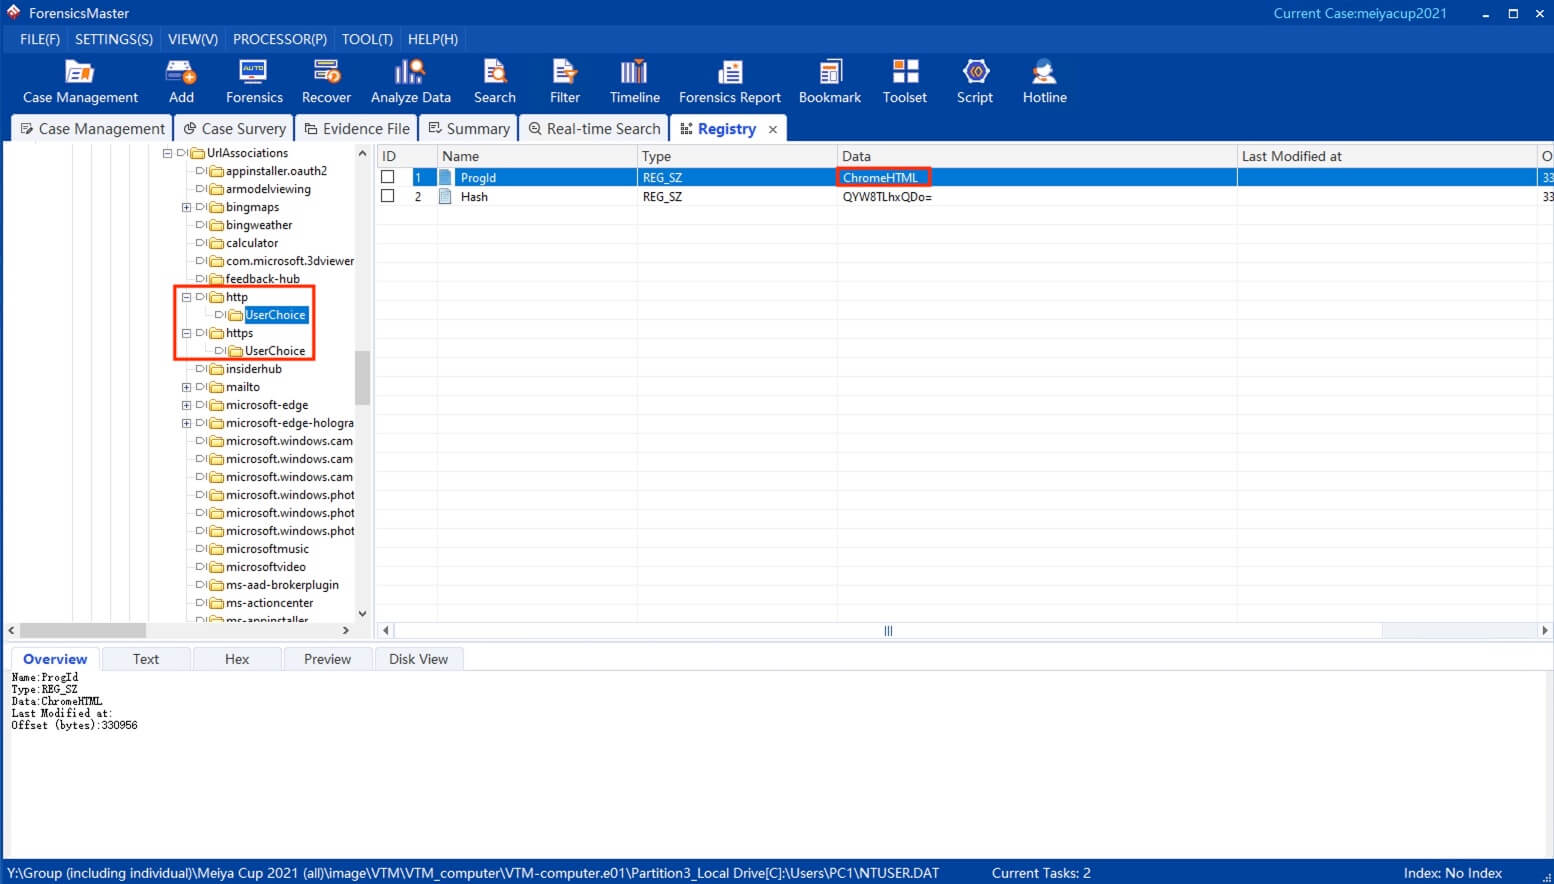 ForensicsMaster
Current Case:meiyacup2021
FILE(F) SETTINGS(S) VIEW(V) PROCESSOR(P) TOOL(T) HELP(H)
Case Management Add Forensics Recover Analyze Data Search Filter Timeline Forensics Report Bookmark Toolset Script Hotline
AUTO
Case Management Case Survery Evidence File Summary Real-time Search Registry
UrlAssociations
appinstaller.oauth2
armodelviewing
bingmaps
bingweather
calculator
com.microsoft.3dviewer
feedback-hub
http
UserChoice
https
UserChoice
insiderhub
mailto
microsoft-edge
microsoft-edge-hologra
microsoft.windows.cam
microsoft.windows.cam
microsoft.windows.cam
microsoft.windows.phot
microsoft.windows.phot
microsoft.windows.phot
microsoftmusic
microsoftvideo
ms-aad-brokerplugin
ms-actioncenter
ms-appinstaller
ID Name Type Data Last Modified at O
1 ProgId REG_SZ ChromeHTML 33
2 Hash REG_SZ QYW8TLhxQDo= 33
Overview Text Hex Preview Disk View
Name:ProgId
Type:REG_SZ
Data:ChromeHTML
Last Modified at:
Offset (bytes):330956
Y:\Group (including individual)\Meiya Cup 2021 (all)\image\VTM\VTM_computer\VTM-computer.e01\Partition3_Local Drive[C]:\Users\PC1\NTUSER.DAT Current Tasks: 2 Index: No Index